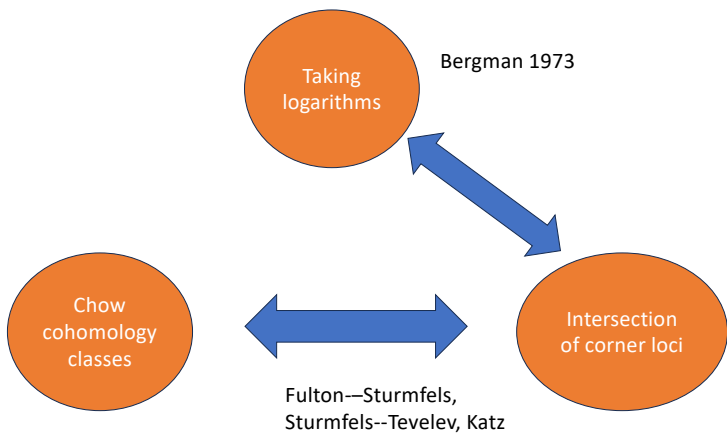 Taking
logarithms
Bergman 1973
Chow
cohomology
classes
Intersection
of corner loci
Fulton-–Sturmfels,
Sturmfels--Tevelev, Katz